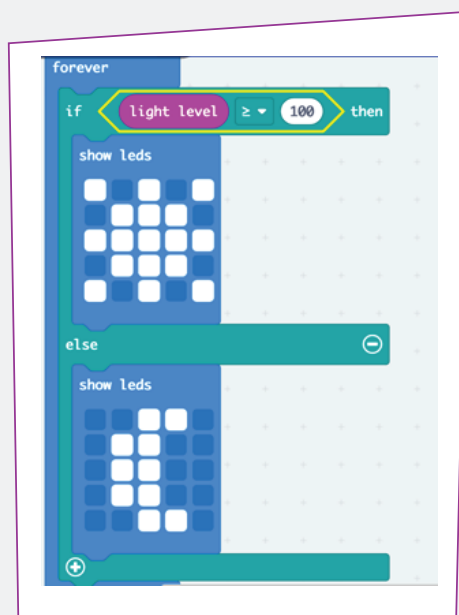 forever
if light level ≥ 100 then
show leds
else
show leds